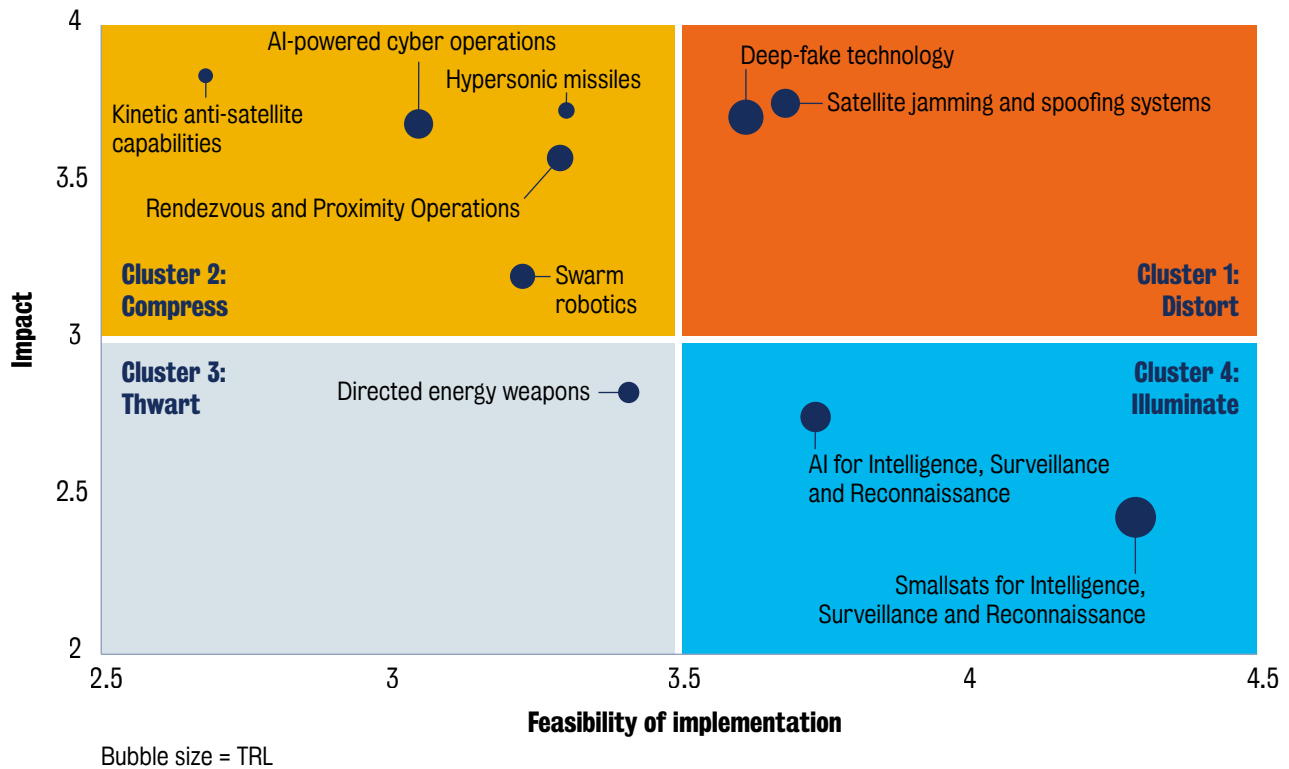 4
AI-powered cyber operations
Hypersonic missiles
Kinetic anti-satellite
capabilities
Deep-fake technology
Satellite jamming and spoofing systems
3.5
Rendezvous and Proximity Operations
Swarm
robotics
Cluster 2:
Compress
Cluster 1:
Distort
Impact
3
Cluster 3:
Thwart
Directed energy weapons
Cluster 4:
Illuminate
AI for Intelligence, Surveillance
and Reconnaissance
2.5
Smallsats for Intelligence,
Surveillance and Reconnaissance
2
2.5
3
3.5
4
4.5
Feasibility of implementation
Bubble size = TRL